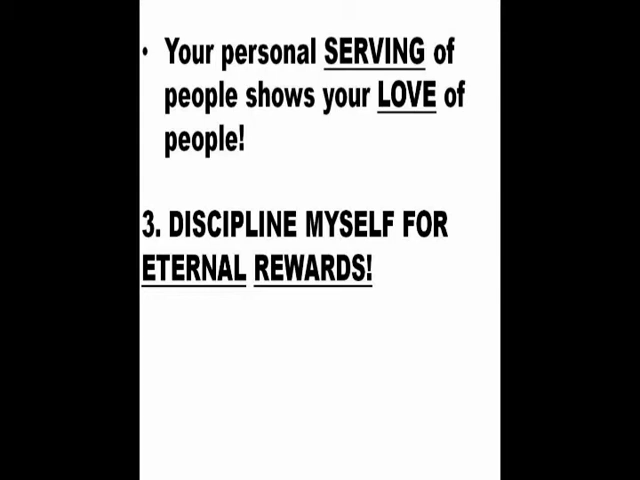 • Your personal SERVING of
people shows your LOVE of
people!
3. DISCIPLINE MYSELF FOR
ETERNAL REWARDS!